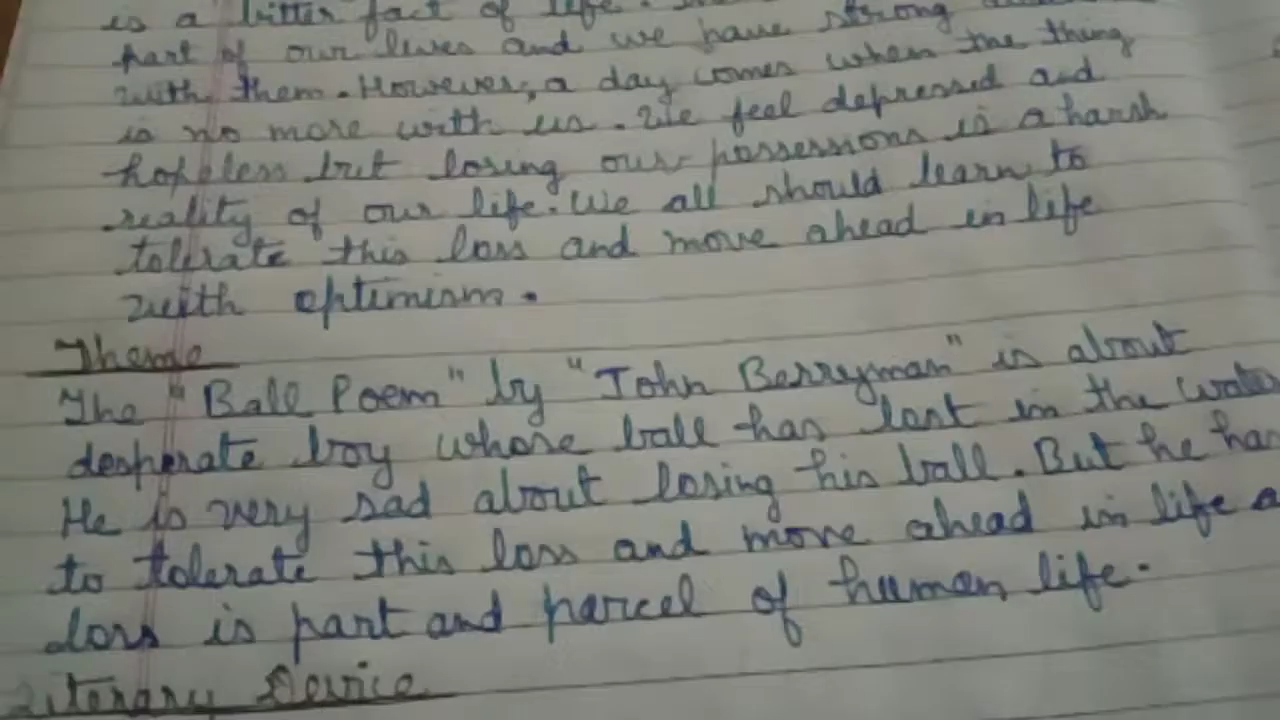 is a bitter fact of life.
part of our lives and we have strong
with them. However, a day comes when the thing
is no more with us. We feel depressed and
hopeless but losing our possessions is a harsh
reality of our life. We all should learn to
tolerate this loss and move ahead in life
with optimism.
Theme
The "Ball Poem" by "John Berryman" is about
desperate boy whose ball has lost in the water
He is very sad about losing his ball. But he has
to tolerate this loss and move ahead in life a
loss is part and parcel of human life.
Literary Device